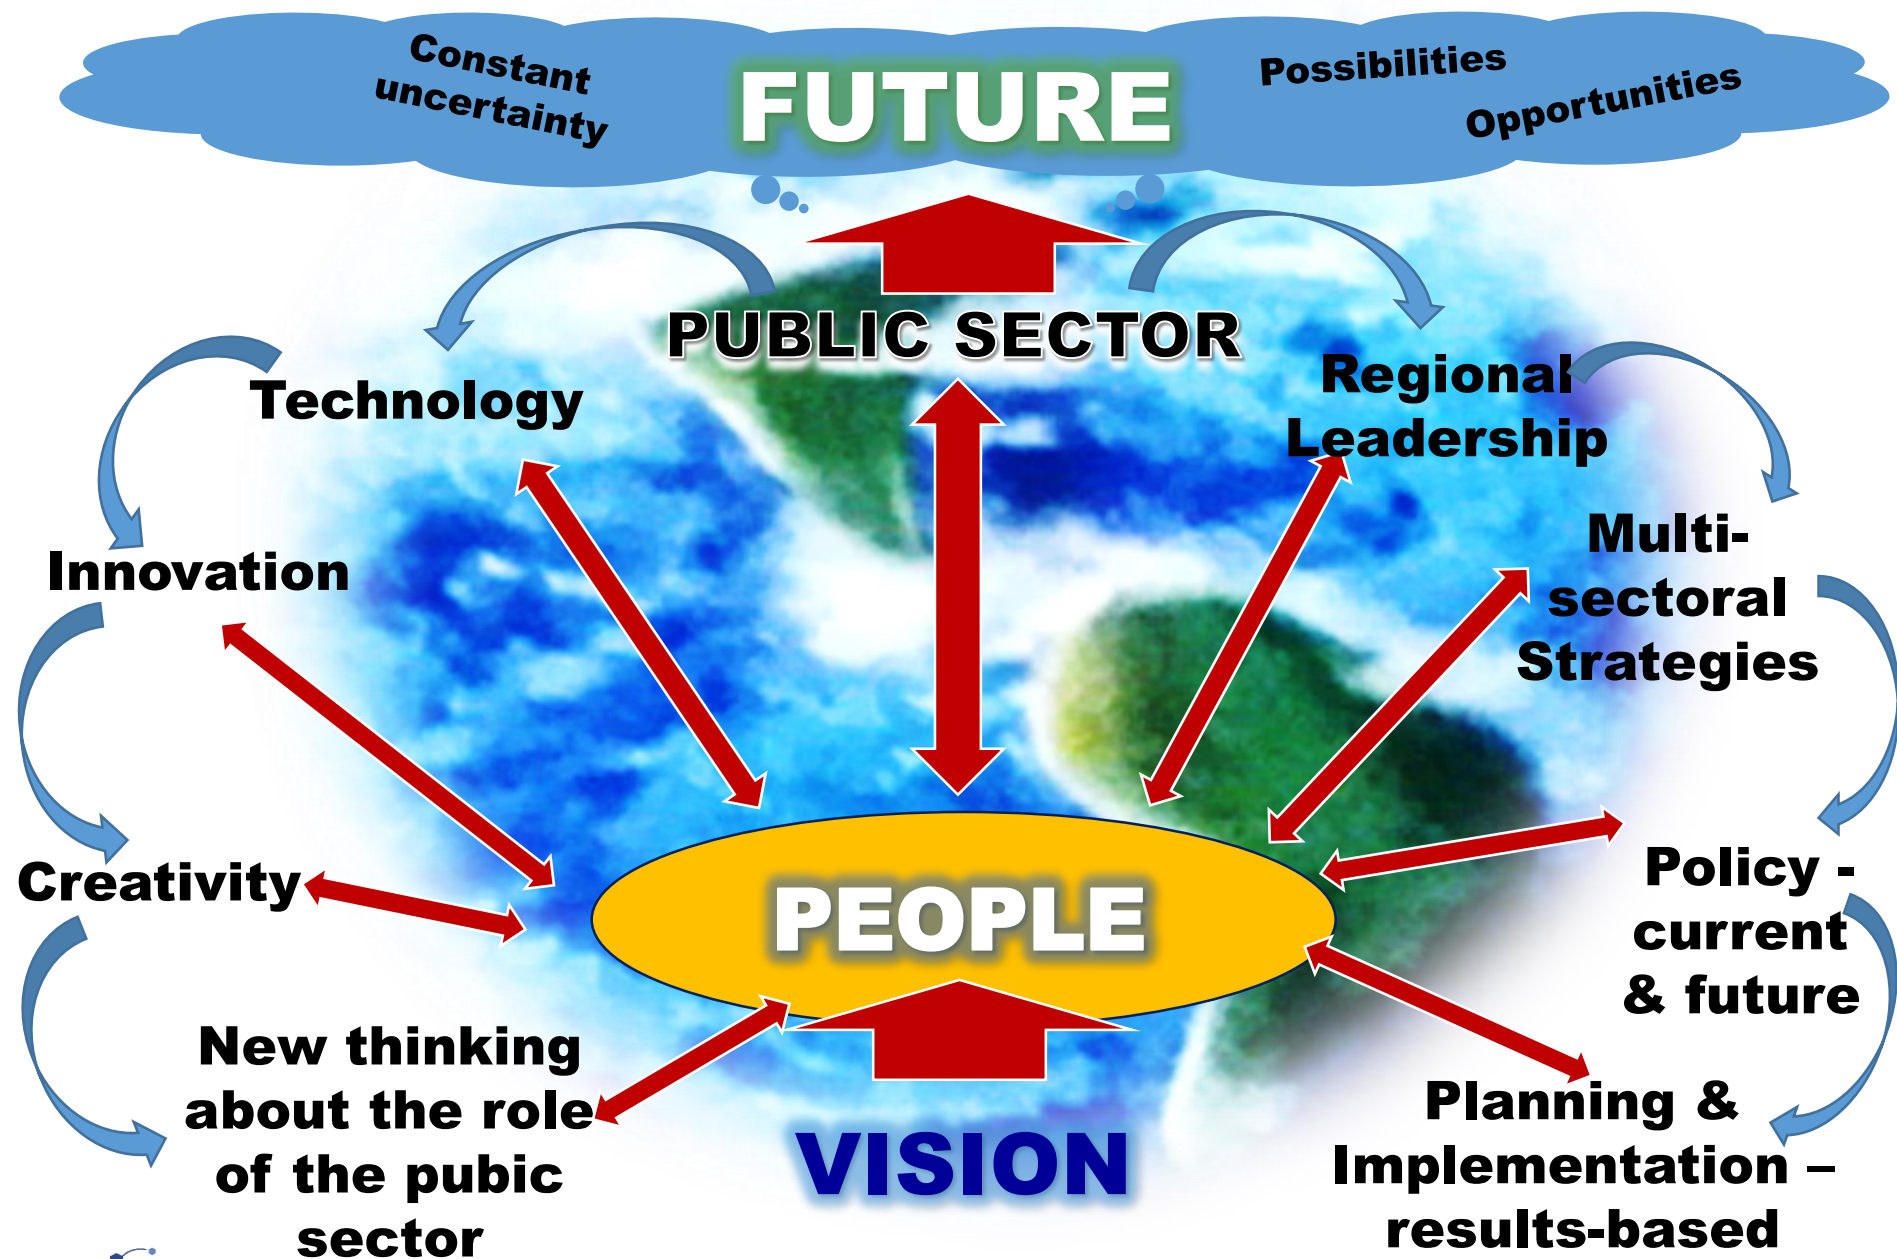 Constant
uncertainty
FUTURE
Possibilities
Opportunities
PUBLIC SECTOR
Technology
Regional
Leadership
Innovation
Multi-
sectoral
Strategies
Creativity
PEOPLE
Policy -
current
& future
New thinking
about the role
of the pubic
sector
VISION
Planning &
Implementation –
results-based